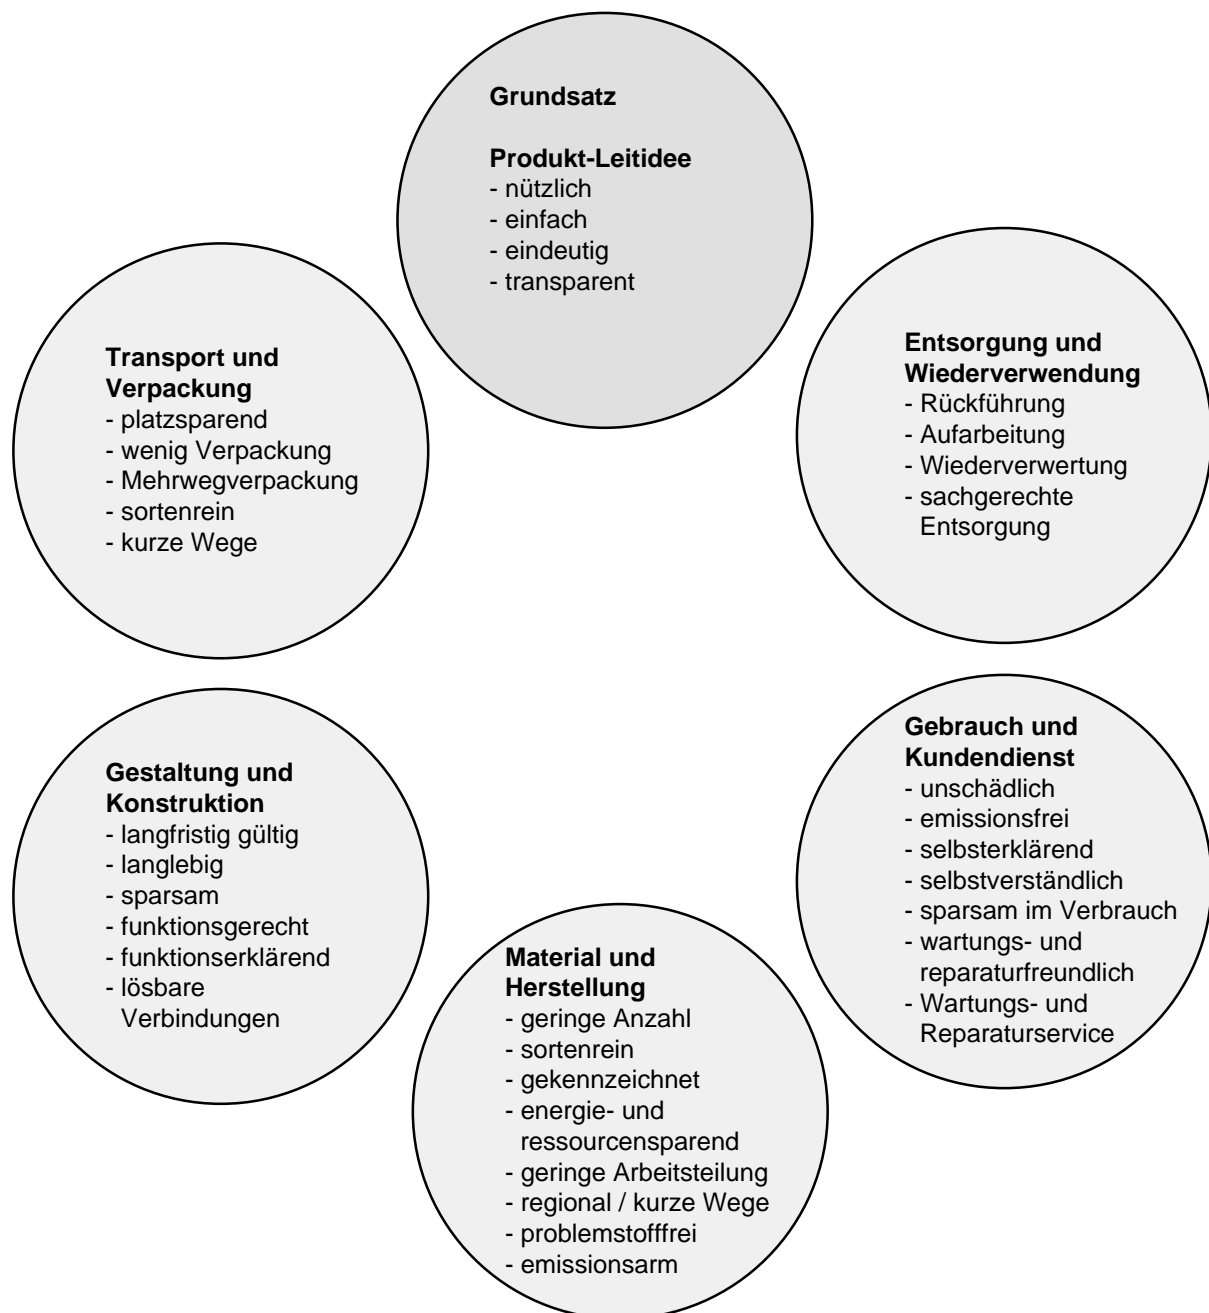 Grundsatz
Produkt-Leitidee
- nützlich
- einfach
- eindeutig
- transparent
Transport und
Verpackung
- platzsparend
- wenig Verpackung
- Mehrwegverpackung
- sortenrein
- kurze Wege
Entsorgung und
Wiederverwendung
- Rückführung
- Aufarbeitung
- Wiederverwertung
- sachgerechte
Entsorgung
Gestaltung und
Konstruktion
- langfristig gültig
- langlebig
- sparsam
- funktionsgerecht
- funktionserklärend
- lösbare
Verbindungen
Gebrauch und
Kundendienst
- unschädlich
- emissionsfrei
- selbsterklärend
- selbstverständlich
- sparsam im Verbrauch
- wartungs- und
reparaturfreundlich
- Wartungs- und
Reparaturservice
Material und
Herstellung
- geringe Anzahl
- sortenrein
- gekennzeichnet
- energie- und
ressourcensparend
- geringe Arbeitsteilung
- regional / kurze Wege
- problemstofffrei
- emissionsarm